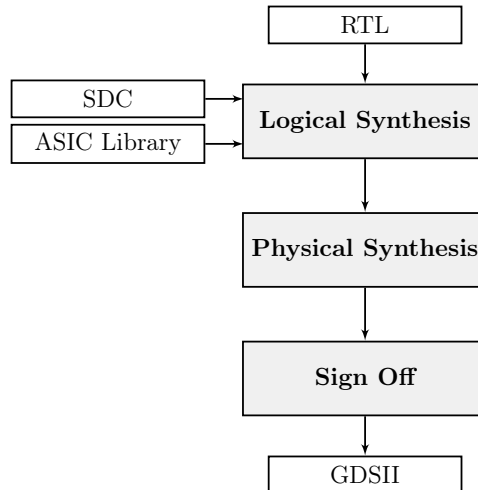 RTL
SDC
Logical Synthesis
ASIC Library
Physical Synthesis
Sign Off
GDSII